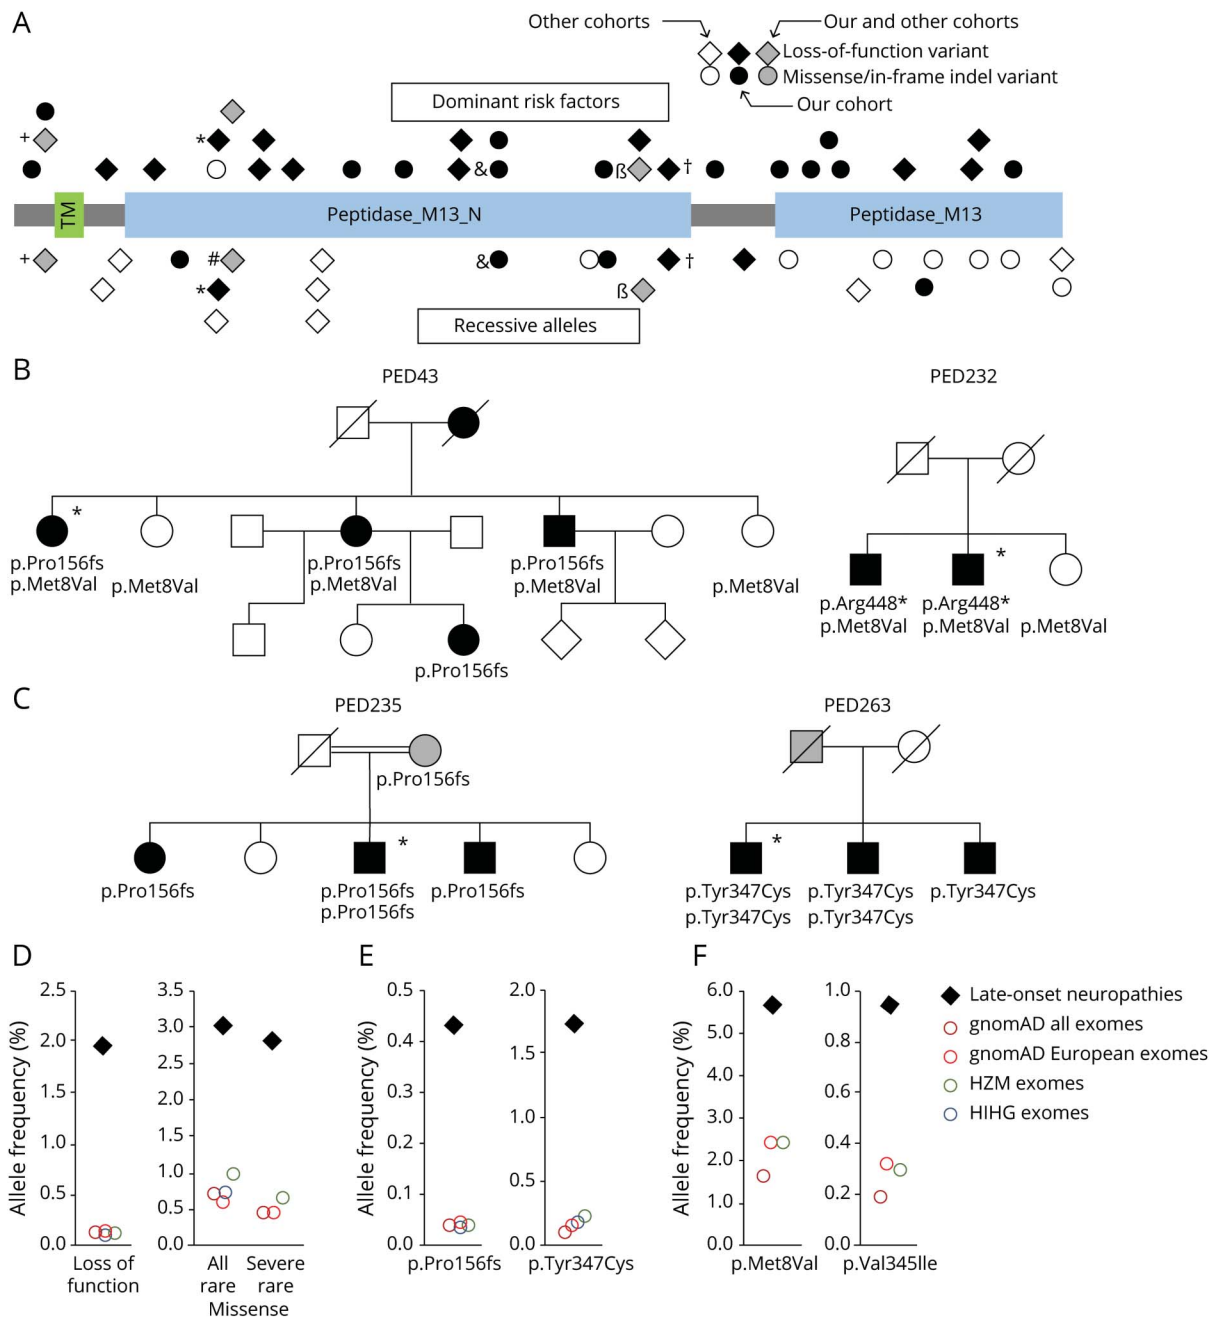 A
Other cohorts
Our and other cohorts
Loss-of-function variant
Missense/in-frame indel variant
Our cohort
Dominant risk factors
+
*
&
ß
†
TM
Peptidase_M13_N
Peptidase_M13
+
#
*
&
ß
†
Recessive alleles
B
PED43
PED232
*
p.Pro156fs
p.Met8Val
p.Met8Val
p.Pro156fs
p.Met8Val
p.Pro156fs
p.Met8Val
p.Met8Val
p.Pro156fs
*
p.Arg448*
p.Met8Val
p.Arg448*
p.Met8Val
p.Met8Val
C
PED235
PED263
p.Pro156fs
*
p.Pro156fs
p.Pro156fs
p.Pro156fs
p.Pro156fs
*
p.Tyr347Cys
p.Tyr347Cys
p.Tyr347Cys
p.Tyr347Cys
p.Tyr347Cys
D
Allele frequency (%)
2.5
2.0
1.5
1.0
0.5
0.0
Loss of
function
3.5
3.0
2.5
2.0
1.5
1.0
0.5
0.0
All
rare
Severe
rare
Missense
E
Allele frequency (%)
0.5
0.4
0.3
0.2
0.1
0.0
p.Pro156fs
2.0
1.5
1.0
0.5
0.0
p.Tyr347Cys
F
Allele frequency (%)
6.0
5.0
4.0
3.0
2.0
1.0
0.0
p.Met8Val
1.0
0.8
0.6
0.4
0.2
0.0
p.Val345Ile
Late-onset neuropathies
gnomAD all exomes
gnomAD European exomes
HZM exomes
HIHG exomes